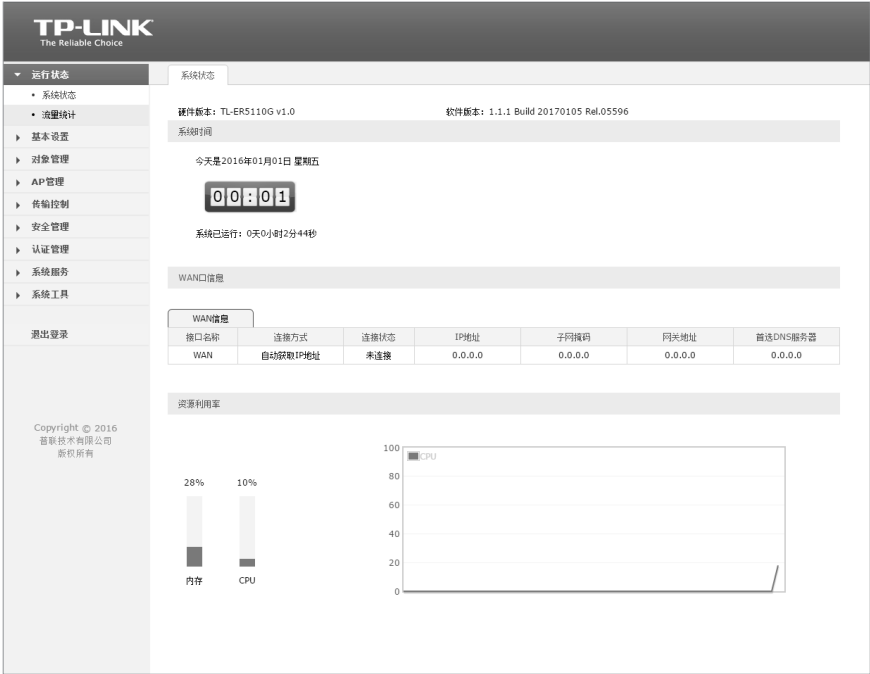 TP-LINK
The Reliable Choice
运行状态
系统状态
流量统计
基本设置
对象管理
AP管理
传输控制
安全管理
认证管理
系统服务
系统工具
退出登录
Copyright © 2016
普联技术有限公司
版权所有
系统状态
硬件版本：TL-ER5110G v1.0 软件版本：1.1.1 Build 20170105 Rel.05596
系统时间
今天是2016年01月01日 星期五
00:01
系统已运行：0天0小时2分44秒
WAN口信息
WAN信息
接口名称 连接方式 连接状态 IP地址 子网掩码 网关地址 首选DNS服务器
WAN 自动获取IP地址 未连接 0.0.0.0 0.0.0.0 0.0.0.0 0.0.0.0
资源利用率
28% 10%
内存 CPU
100
CPU
80
60
40
20
0